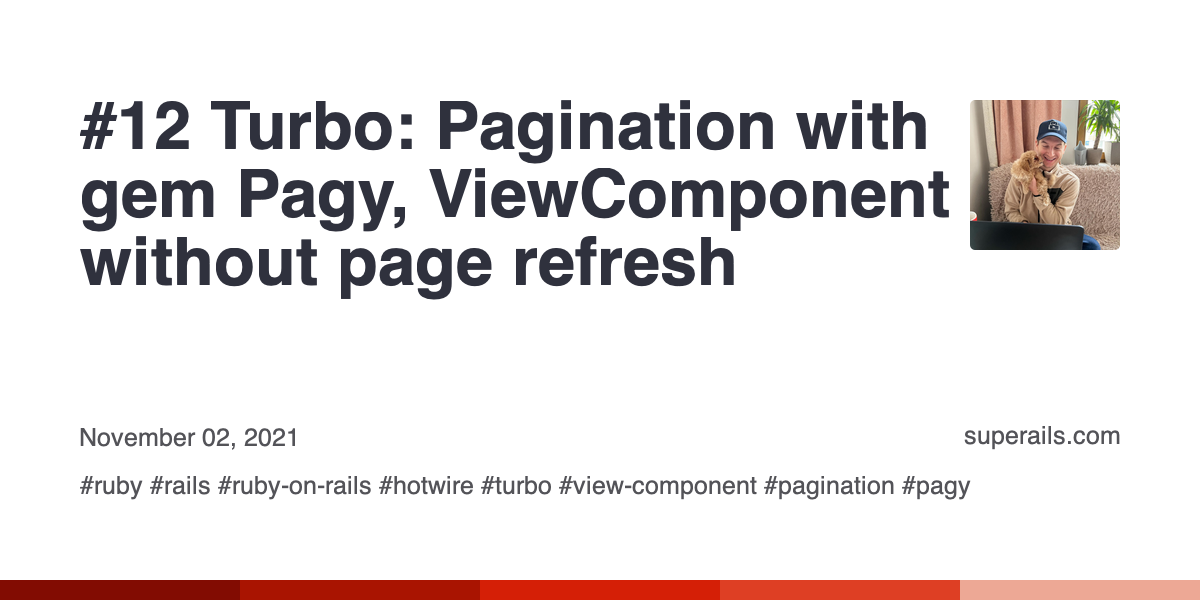 #12 Turbo: Pagination with
gem Pagy, ViewComponent
without page refresh
November 02, 2021
superails.com
#ruby #rails #ruby-on-rails #hotwire #turbo #view-component #pagination #pagy